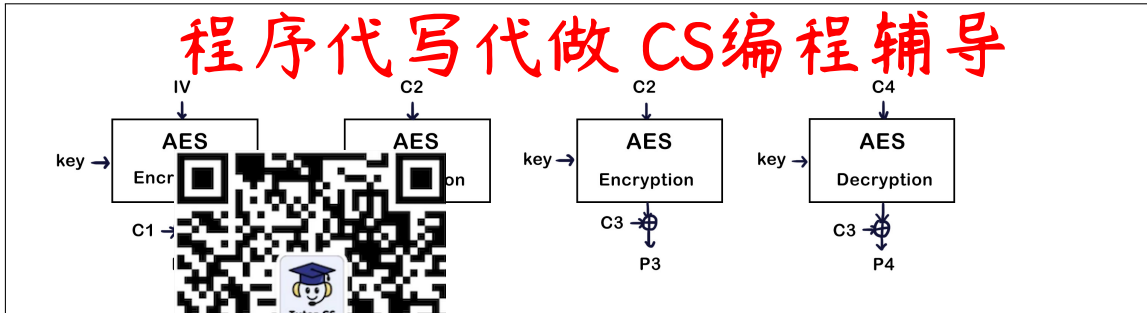 程序代写代做 CS编程辅导
IV C2 C2 C4
key AES AES key AES key AES
Encr on Encryption Decryption
C1 C3 C3
P3 P4